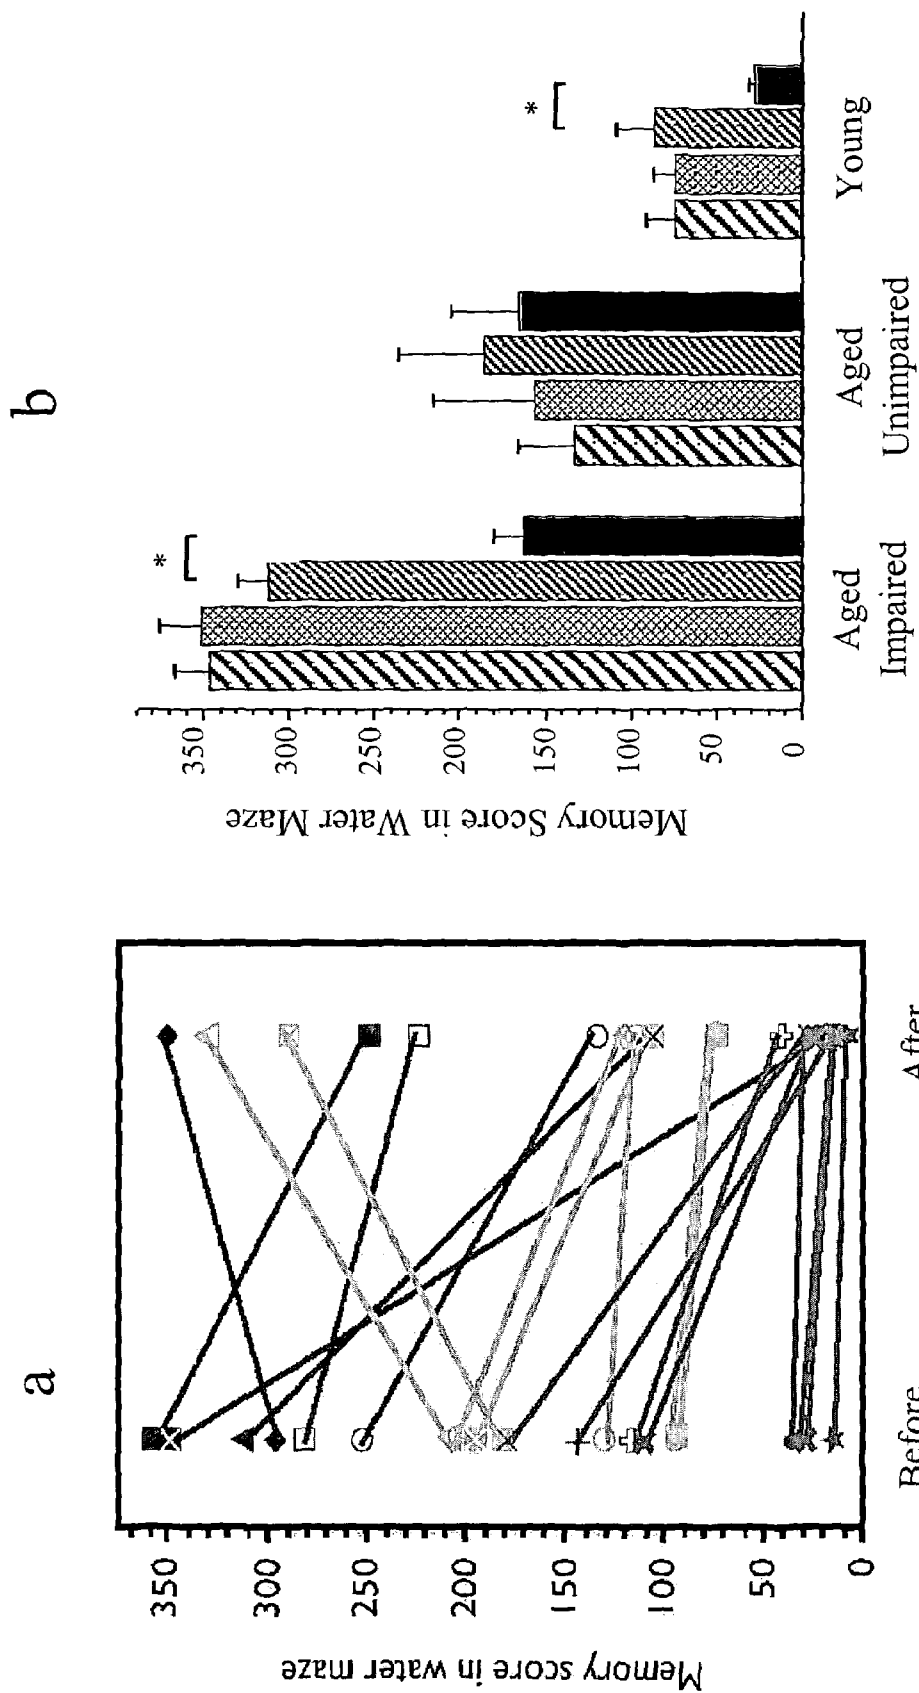 a
Memory score in water maze
350
300
250
200
150
100
50
0
Before
After
b
Memory Score in Water Maze
350
300
250
200
150
100
50
0
*
*
Aged
Impaired
Aged
Unimpaired
Young